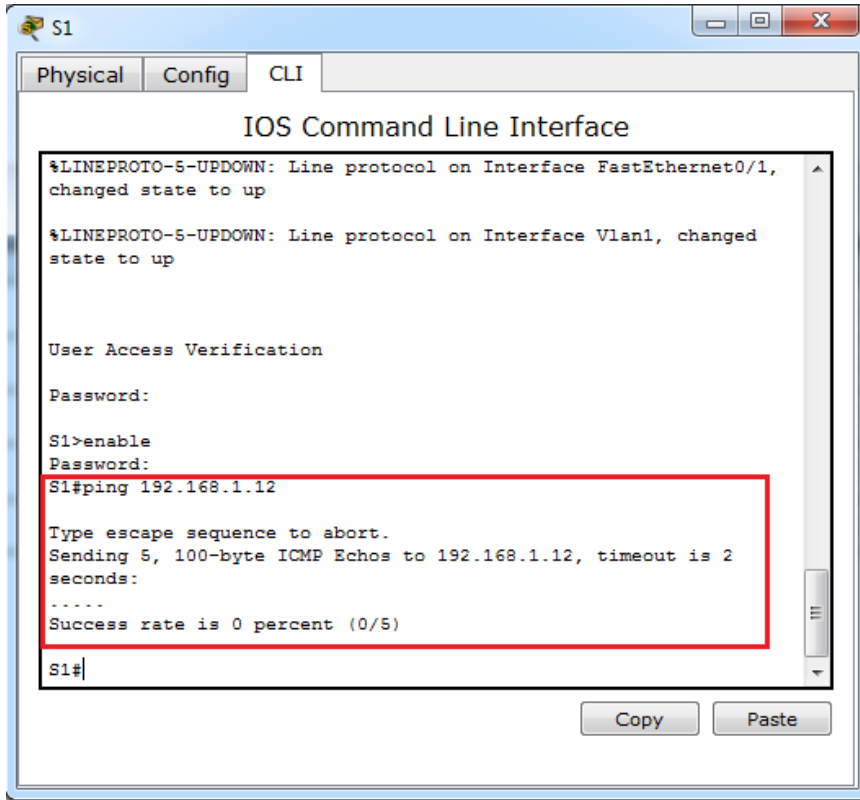 S1
Physical Config CLI
IOS Command Line Interface
%LINEPROTO-5-UPDOWN: Line protocol on Interface FastEthernet0/1,
changed state to up
%LINEPROTO-5-UPDOWN: Line protocol on Interface Vlan1, changed
state to up
User Access Verification
Password:
S1>enable
Password:
S1#ping 192.168.1.12
Type escape sequence to abort.
Sending 5, 100-byte ICMP Echos to 192.168.1.12, timeout is 2
seconds:
.....
Success rate is 0 percent (0/5)
S1#
Copy Paste